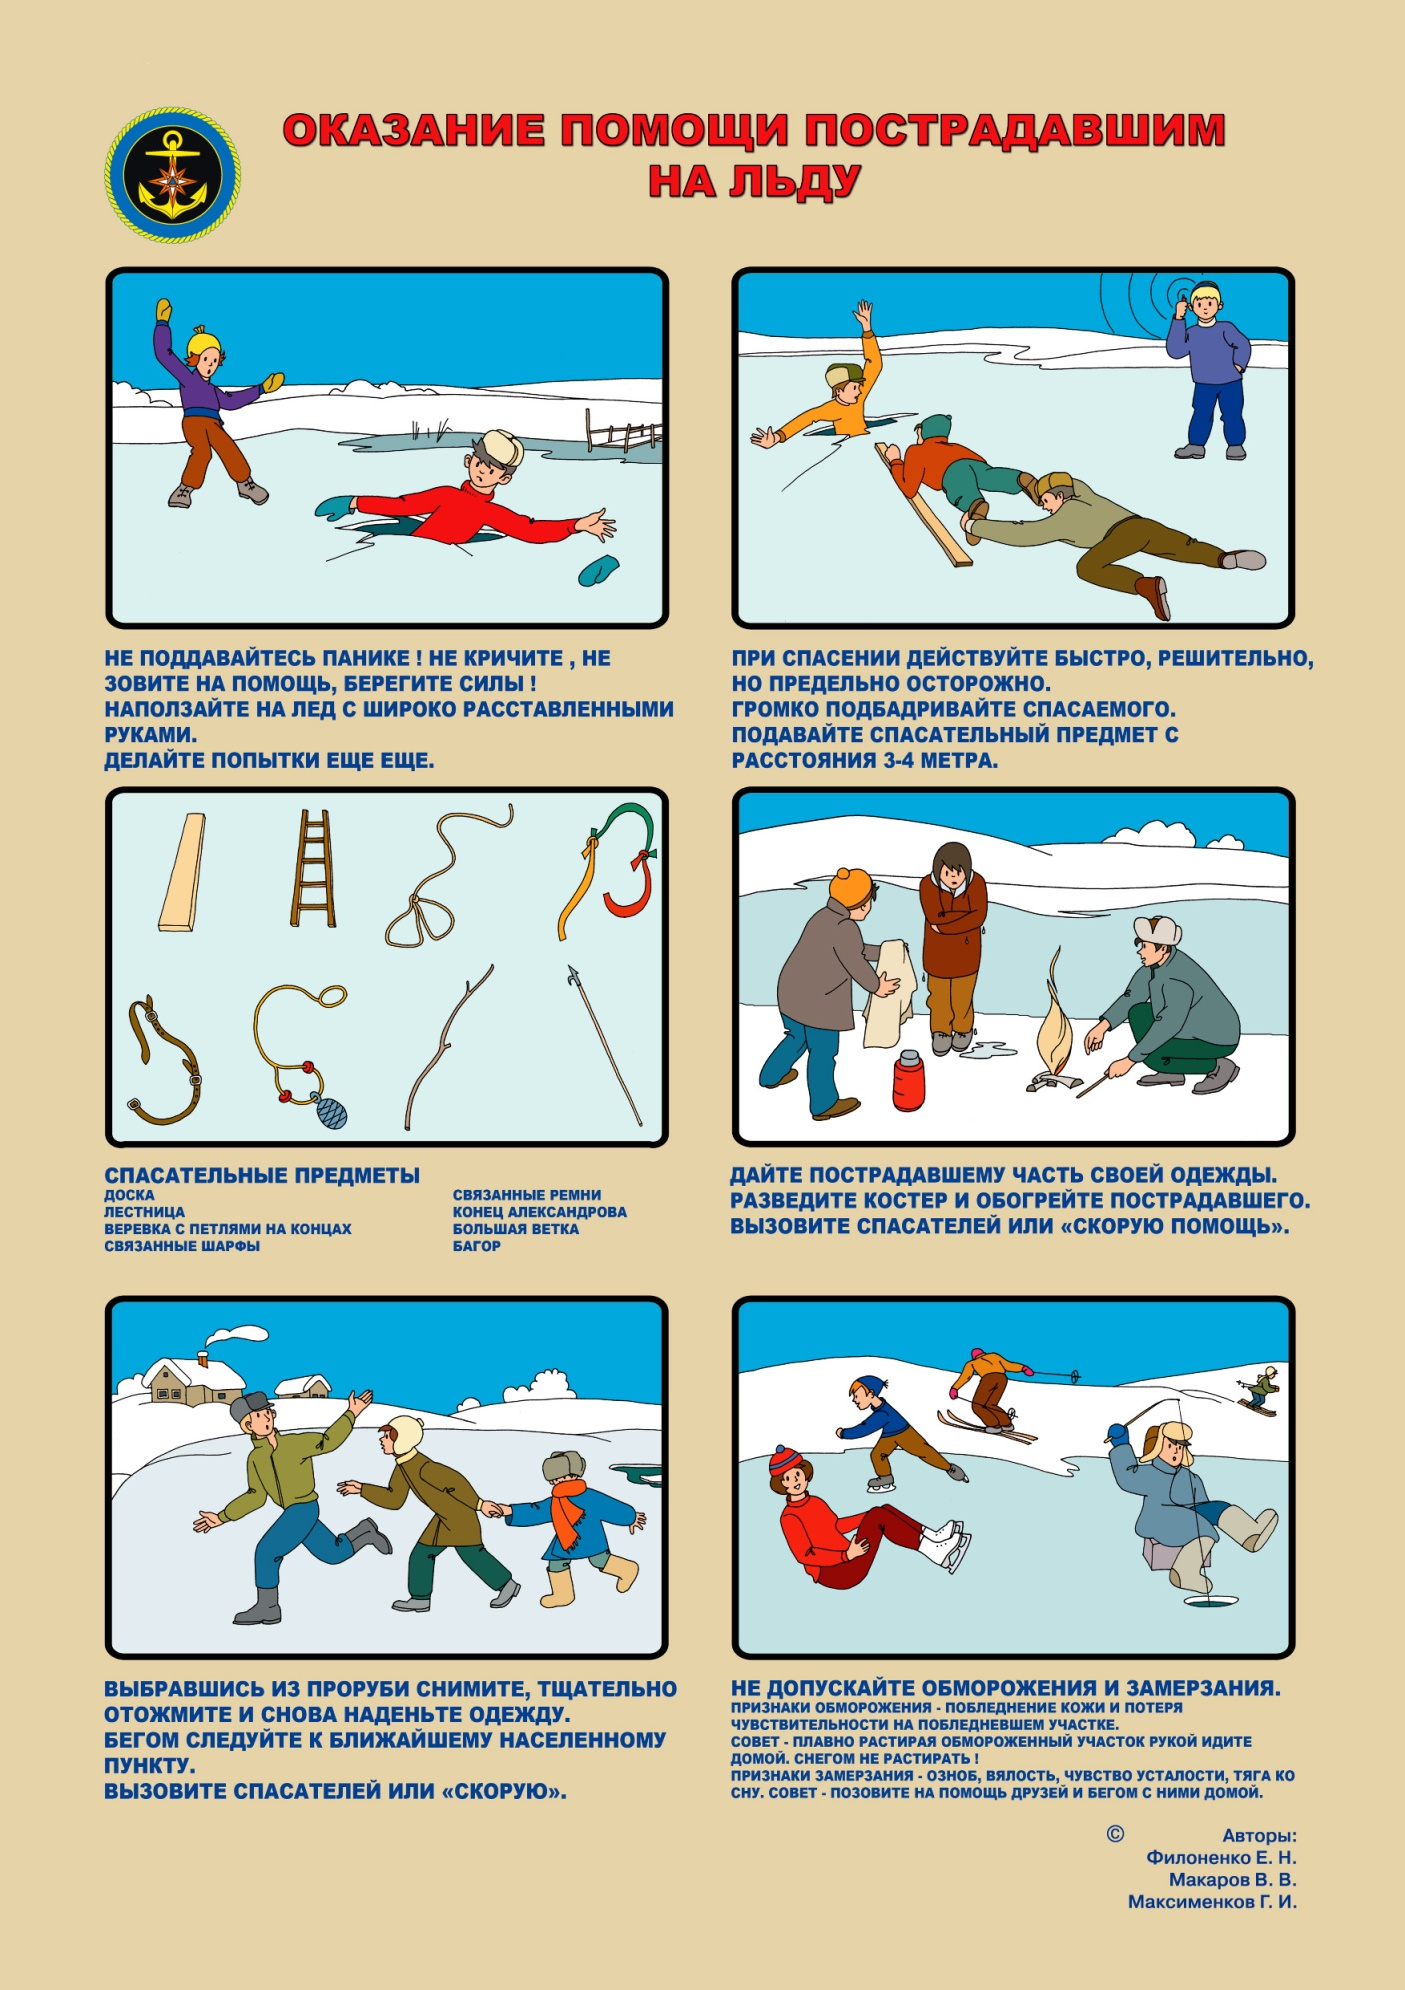 ОКАЗАНИЕ ПОМОЩИ ПОСТРАДАВШИМ
НА ЛЬДУ
НЕ ПОДДАВАЙТЕСЬ ПАНИКЕ ! НЕ КРИЧИТЕ , НЕ
ЗОВИТЕ НА ПОМОЩЬ, БЕРЕГИТЕ СИЛЫ !
НАПОЛЗАЙТЕ НА ЛЕД С ШИРОКО РАССТАВЛЕННЫМИ
РУКАМИ.
ДЕЛАЙТЕ ПОПЫТКИ ЕЩЕ ЕЩЕ.
ПРИ СПАСЕНИИ ДЕЙСТВУЙТЕ БЫСТРО, РЕШИТЕЛЬНО,
НО ПРЕДЕЛЬНО ОСТОРОЖНО.
ГРОМКО ПОДБАДРИВАЙТЕ СПАСАЕМОГО.
ПОДАВАЙТЕ СПАСАТЕЛЬНЫЙ ПРЕДМЕТ С
РАССТОЯНИЯ 3-4 МЕТРА.
СПАСАТЕЛЬНЫЕ ПРЕДМЕТЫ
ДОСКА
ЛЕСТНИЦА
ВЕРЕВКА С ПЕТЛЯМИ НА КОНЦАХ
СВЯЗАННЫЕ ШАРФЫ
СВЯЗАННЫЕ РЕМНИ
КОНЕЦ АЛЕКСАНДРОВА
БОЛЬШАЯ ВЕТКА
БАГОР
ДАЙТЕ ПОСТРАДАВШЕМУ ЧАСТЬ СВОЕЙ ОДЕЖДЫ.
РАЗВЕДИТЕ КОСТЕР И ОБОГРЕЙТЕ ПОСТРАДАВШЕГО.
ВЫЗОВИТЕ СПАСАТЕЛЕЙ ИЛИ «СКОРУЮ ПОМОЩЬ».
ВЫБРАВШИСЬ ИЗ ПРОРУБИ СНИМИТЕ, ТЩАТЕЛЬНО
ОТОЖМИТЕ И СНОВА НАДЕНЬТЕ ОДЕЖДУ.
БЕГОМ СЛЕДУЙТЕ К БЛИЖАЙШЕМУ НАСЕЛЕННОМУ
ПУНКТУ.
ВЫЗОВИТЕ СПАСАТЕЛЕЙ ИЛИ «СКОРУЮ».
НЕ ДОПУСКАЙТЕ ОБМОРОЖЕНИЯ И ЗАМЕРЗАНИЯ.
ПРИЗНАКИ ОБМОРОЖЕНИЯ - ПОБЛЕДНЕНИЕ КОЖИ И ПОТЕРЯ
ЧУВСТВИТЕЛЬНОСТИ НА ПОБЛЕДНЕВШЕМ УЧАСТКЕ.
СОВЕТ - ПЛАВНО РАСТИРАЯ ОБМОРОЖЕННЫЙ УЧАСТОК РУКОЙ ИДИТЕ
ДОМОЙ. СНЕГОМ НЕ РАСТИРАТЬ !
ПРИЗНАКИ ЗАМЕРЗАНИЯ - ОЗНОБ, ВЯЛОСТЬ, ЧУВСТВО УСТАЛОСТИ, ТЯГА КО
СНУ. СОВЕТ - ПОЗОВИТЕ НА ПОМОЩЬ ДРУЗЕЙ И БЕГОМ С НИМИ ДОМОЙ.
© Авторы:
Филоненко Е. Н.
Макаров В. В.
Максименков Г. И.